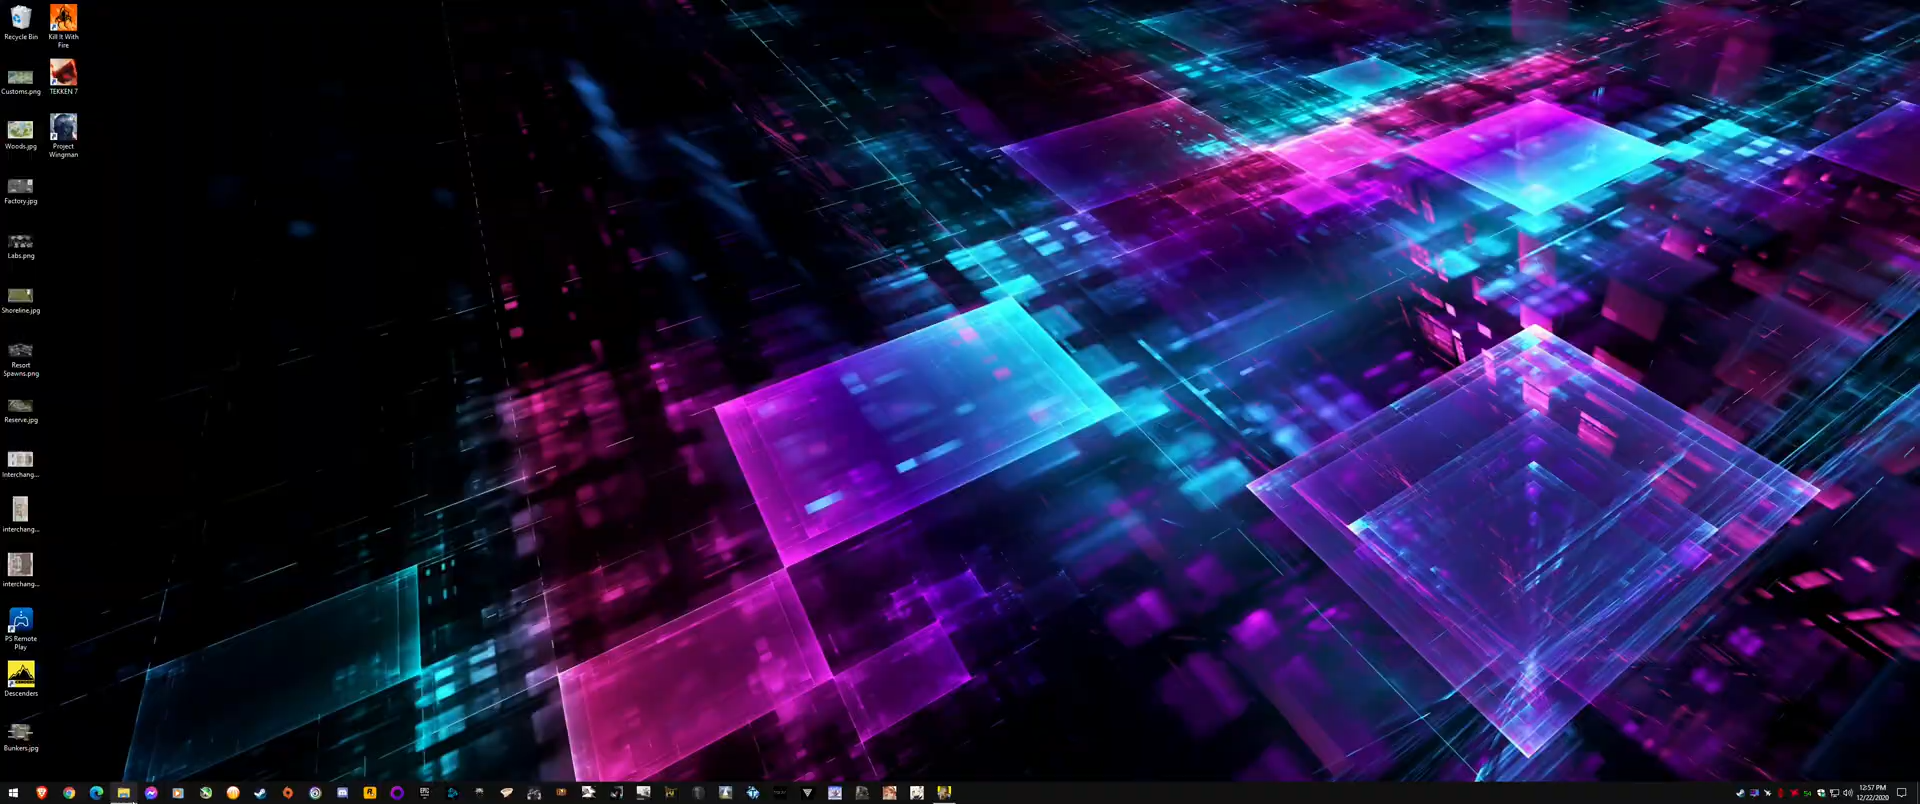 Recycle Bin
Kill It With
Fire
Customs.png
TEKKEN 7
Woods.jpg
Project
Wingman
Factory.jpg
Labs.png
Shoreline.jpg
Resort
Spawns.png
Reserve.jpg
Interchang...
interchang...
interchang...
PS Remote
Play
Descenders
Bunkers.jpg
EPIC
54
12:57 PM
12/22/2020